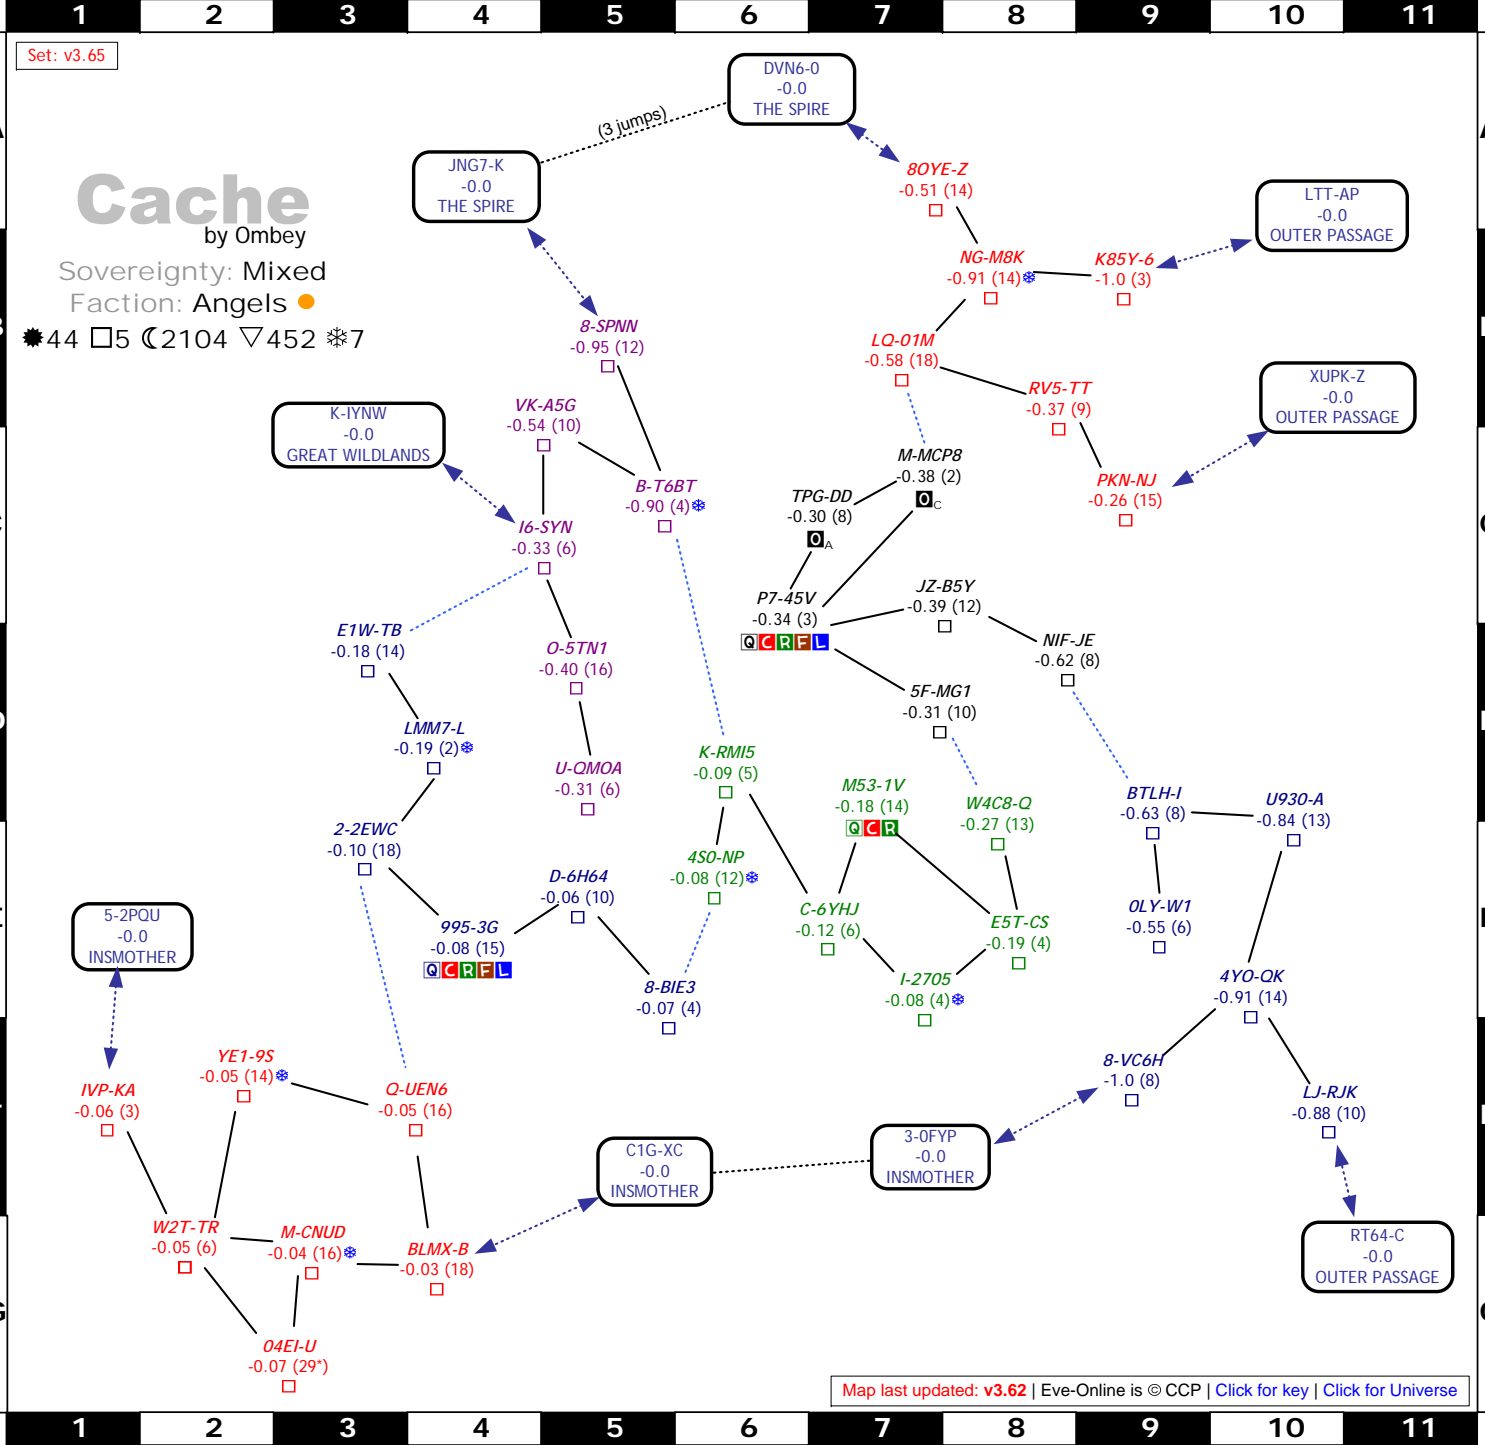 1 2 3 4 5 6 7 8 9 10 11
Set: v3.65
DVN6-0
-0.0
THE SPIRE
(3 jumps)
JNG7-K
-0.0
THE SPIRE
8OYE-Z
-0.51 (14)
LTT-AP
-0.0
OUTER PASSAGE
Cache
by Ombey
Sovereignty: Mixed
Faction: Angels
44 5 2104 452 7
NG-M8K
-0.91 (14)
K85Y-6
-1.0 (3)
8-SPNN
-0.95 (12)
LQ-01M
-0.58 (18)
XUPK-Z
-0.0
OUTER PASSAGE
RV5-TT
-0.37 (9)
K-IYNW
-0.0
GREAT WILDLANDS
VK-A5G
-0.54 (10)
M-MCP8
-0.38 (2)
O C
B-T6BT
-0.90 (4)
TPG-DD
-0.30 (8)
O A
PKN-NJ
-0.26 (15)
I6-SYN
-0.33 (6)
P7-45V
-0.34 (3)
Q C R F L
JZ-B5Y
-0.39 (12)
E1W-TB
-0.18 (14)
O-5TN1
-0.40 (16)
NIF-JE
-0.62 (8)
5F-MG1
-0.31 (10)
LMM7-L
-0.19 (2)
U-QMOA
-0.31 (6)
K-RMI5
-0.09 (5)
M53-1V
-0.18 (14)
Q C R
W4C8-Q
-0.27 (13)
BTLH-I
-0.63 (8)
U930-A
-0.84 (13)
2-2EWC
-0.10 (18)
4S0-NP
-0.08 (12)
D-6H64
-0.06 (10)
5-2PQU
-0.0
INSMOTHER
995-3G
-0.08 (15)
Q C R F L
C-6YHJ
-0.12 (6)
E5T-CS
-0.19 (4)
0LY-W1
-0.55 (6)
8-BIE3
-0.07 (4)
I-2705
-0.08 (4)
4YO-QK
-0.91 (14)
YE1-9S
-0.05 (14)
8-VC6H
-1.0 (8)
IVP-KA
-0.06 (3)
Q-UEN6
-0.05 (16)
LJ-RJK
-0.88 (10)
C1G-XC
-0.0
INSMOTHER
3-0FYP
-0.0
INSMOTHER
W2T-TR
-0.05 (6)
M-CNUD
-0.04 (16)
BLMX-B
-0.03 (18)
RT64-C
-0.0
OUTER PASSAGE
04EI-U
-0.07 (29*)
Map last updated: v3.62 | Eve-Online is © CCP | Click for key | Click for Universe
1 2 3 4 5 6 7 8 9 10 11